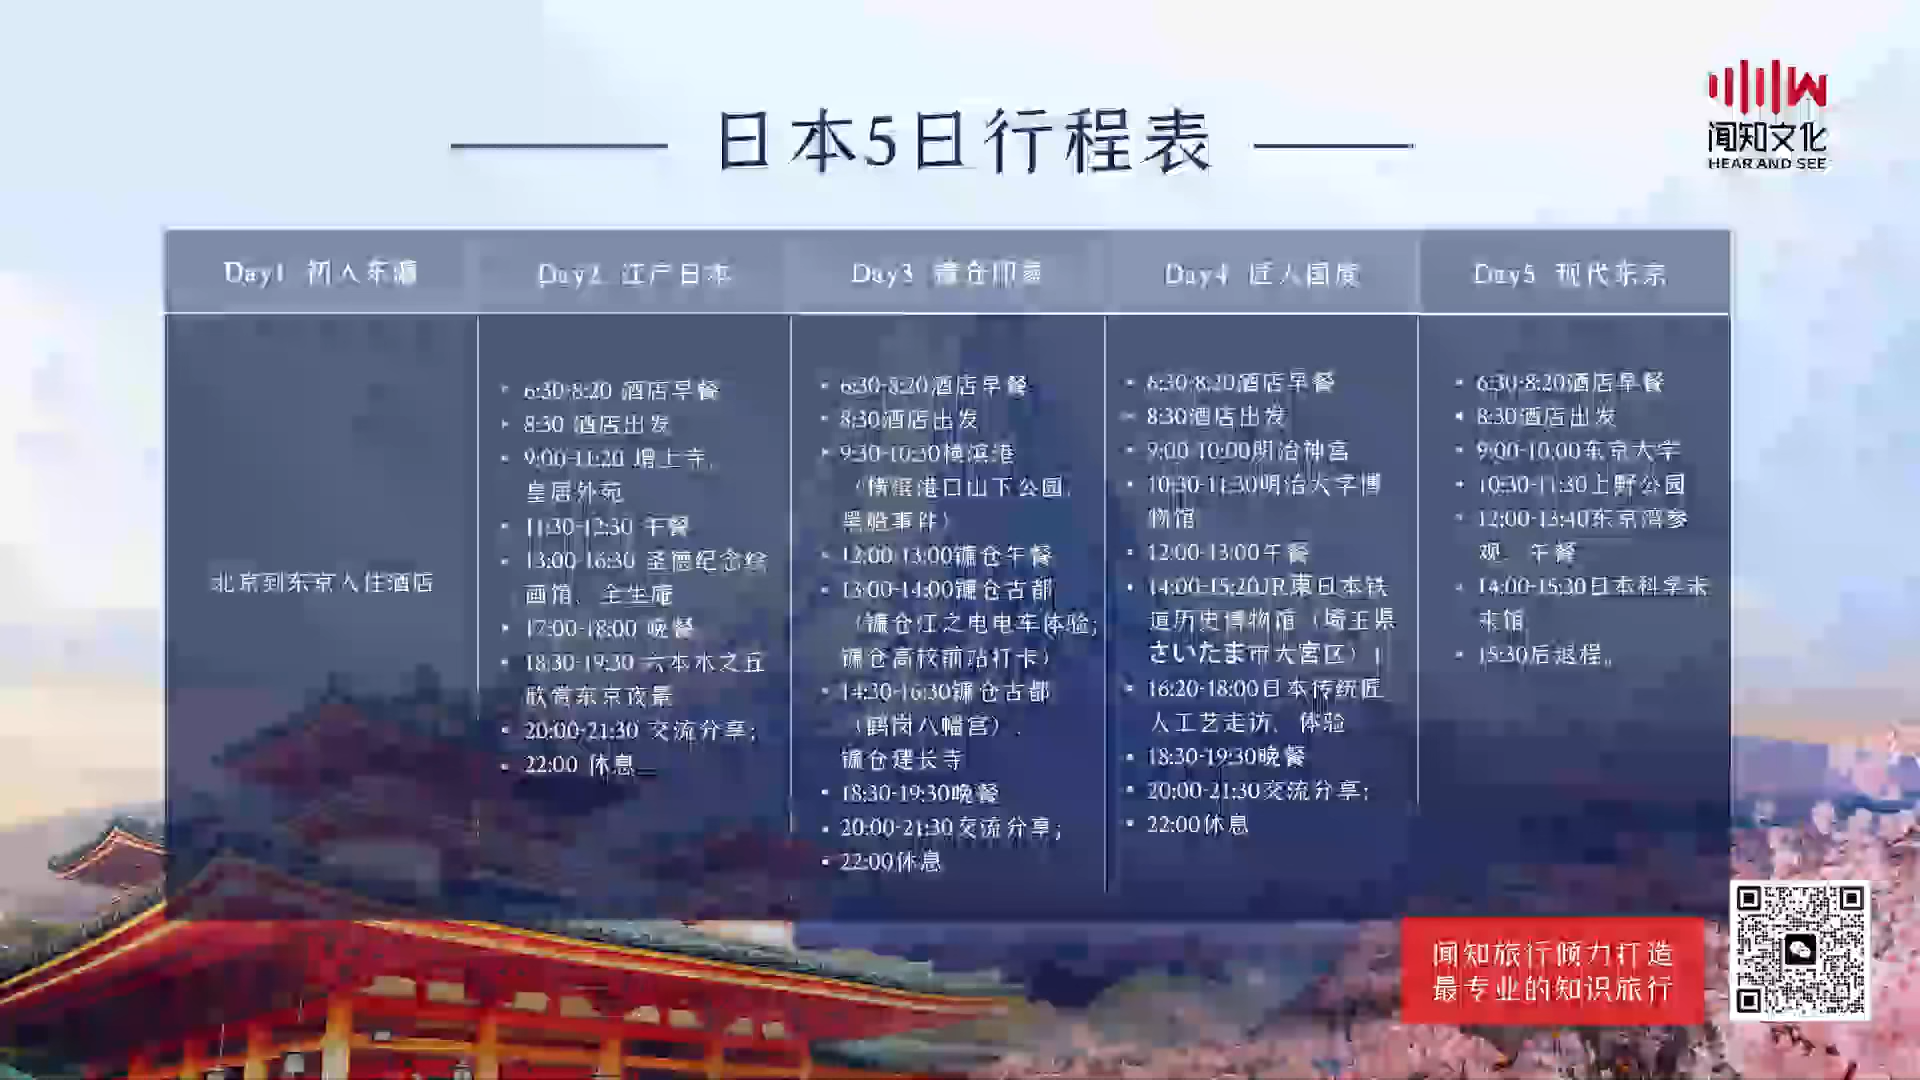 日本5日行程表
闻知文化
HEAR AND SEE
Day1 初入东瀛
Day2 江户日本
Day3 镰仓印象
Day4 匠人国度
Day5 现代东京
北京到东京入住酒店
6:30-8:20 酒店早餐
8:30 酒店出发
9:00-11:20 增上寺、
皇居外苑
11:30-12:30 午餐
13:00-16:30 圣德纪念绘
画馆、全生庵
17:00-18:00 晚餐
18:30-19:30 六本木之丘
欣赏东京夜景
20:00-21:30 交流分享;
22:00 休息
6:30-8:20酒店早餐
8:30酒店出发
9:30-10:30横滨港
(横滨港口山下公园,
黑船事件)
12:00-13:00镰仓午餐
13:00-14:00镰仓古都
(镰仓江之电电车体验;
镰仓高校前站打卡)
14:30-16:30镰仓古都
(鹤岗八幡宫)、
镰仓建长寺
18:30-19:30晚餐
20:00-21:30交流分享;
22:00休息
6:30-8:20酒店早餐
8:30酒店出发
9:00-10:00明治神宫
10:30-11:30明治大学博
物馆
12:00-13:00午餐
14:00-15:20JR東日本铁
道历史博物馆(埼玉県
さいたま市大宮区)
16:20-18:00日本传统匠
人工艺走访、体验
18:30-19:30晚餐
20:00-21:30交流分享;
22:00休息
6:30-8:20酒店早餐
8:30酒店出发
9:00-10:00东京大学
10:30-11:30上野公园
12:00-13:40东京湾参
观、午餐
14:00-15:30日本科学未
来馆
15:30后返程。
闻知旅行倾力打造
最专业的知识旅行